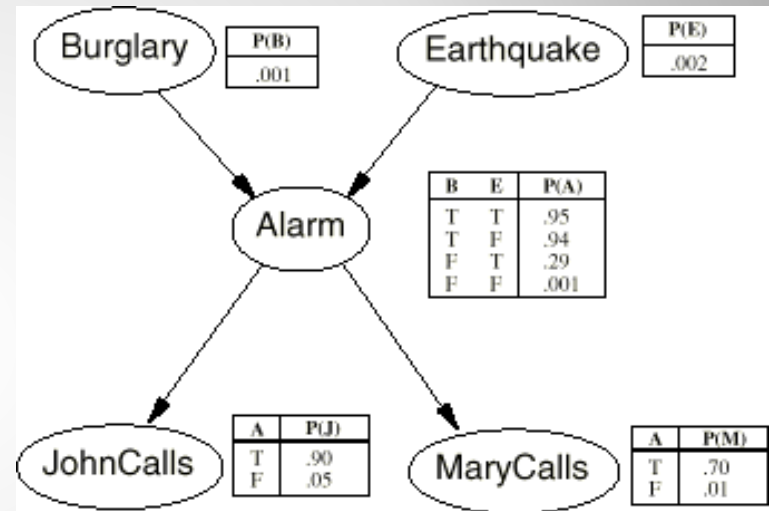 Burglary
P(B)
.001
Earthquake
P(E)
.002
Alarm
B E P(A)
T T .95
T F .94
F T .29
F F .001
JohnCalls
A P(J)
T .90
F .05
MaryCalls
A P(M)
T .70
F .01